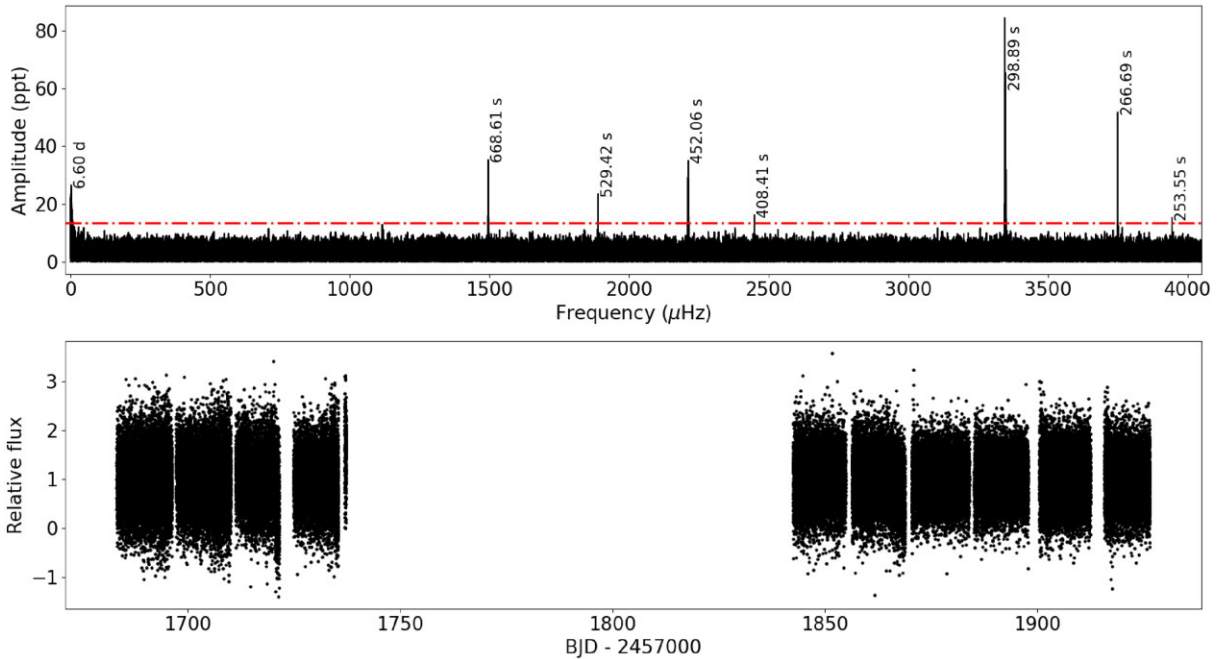 80
60
40
20
0
Amplitude (ppt)
6.60 d
668.61 s
529.42 s
452.06 s
408.41 s
298.89 s
266.69 s
253.55 s
0 500 1000 1500 2000 2500 3000 3500 4000
Frequency (μHz)
3
2
1
0
−1
Relative flux
1700 1750 1800 1850 1900
BJD - 2457000